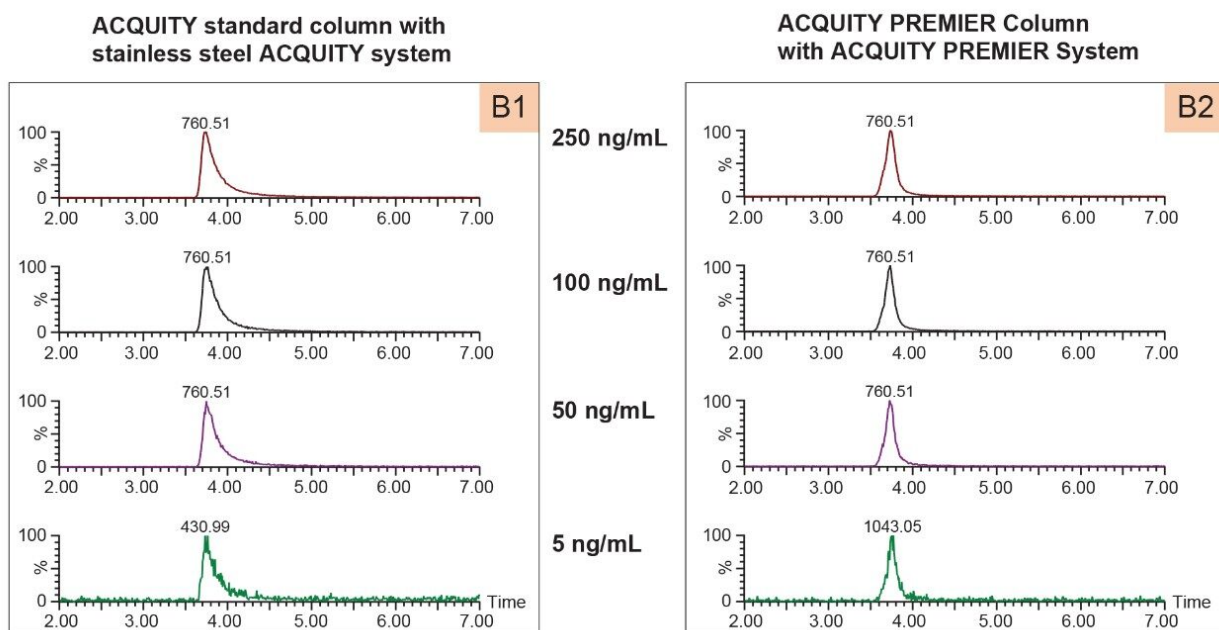 ACQUITY standard column with
stainless steel ACQUITY system
ACQUITY PREMIER Column
with ACQUITY PREMIER System
B1
760.51
100
%
0
2.00 3.00 4.00 5.00 6.00 7.00
760.51
100
%
0
2.00 3.00 4.00 5.00 6.00 7.00
760.51
100
%
0
2.00 3.00 4.00 5.00 6.00 7.00
430.99
100
%
0
Time
2.00 3.00 4.00 5.00 6.00 7.00
250 ng/mL
100 ng/mL
50 ng/mL
5 ng/mL
B2
760.51
100
%
0
2.00 3.00 4.00 5.00 6.00 7.00
760.51
100
%
0
2.00 3.00 4.00 5.00 6.00 7.00
760.51
100
%
0
2.00 3.00 4.00 5.00 6.00 7.00
1043.05
100
%
0
Time
2.00 3.00 4.00 5.00 6.00 7.00